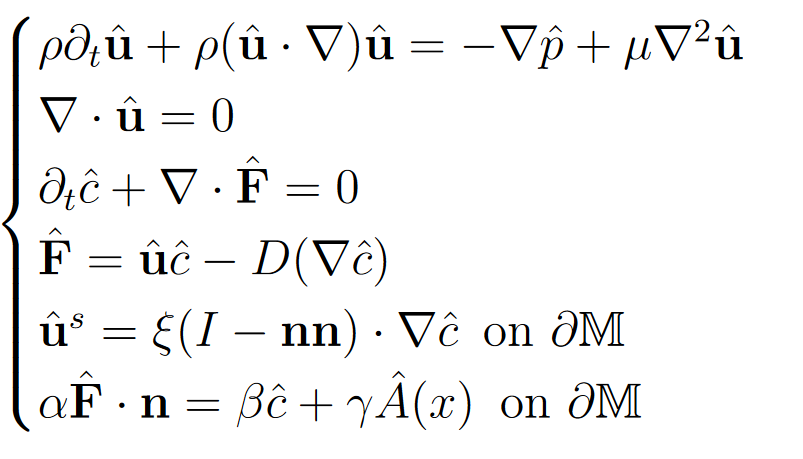 ρ∂ₜû + ρ(û · ∇)û = −∇p̂ + μ∇²û
∇ · û = 0
∂ₜĉ + ∇ · F̂ = 0
F̂ = ûĉ − D(∇ĉ)
ûˢ = ξ(I − nn) · ∇ĉ on ∂𝕄
αF̂ · n = βĉ + γÂ(x) on ∂𝕄